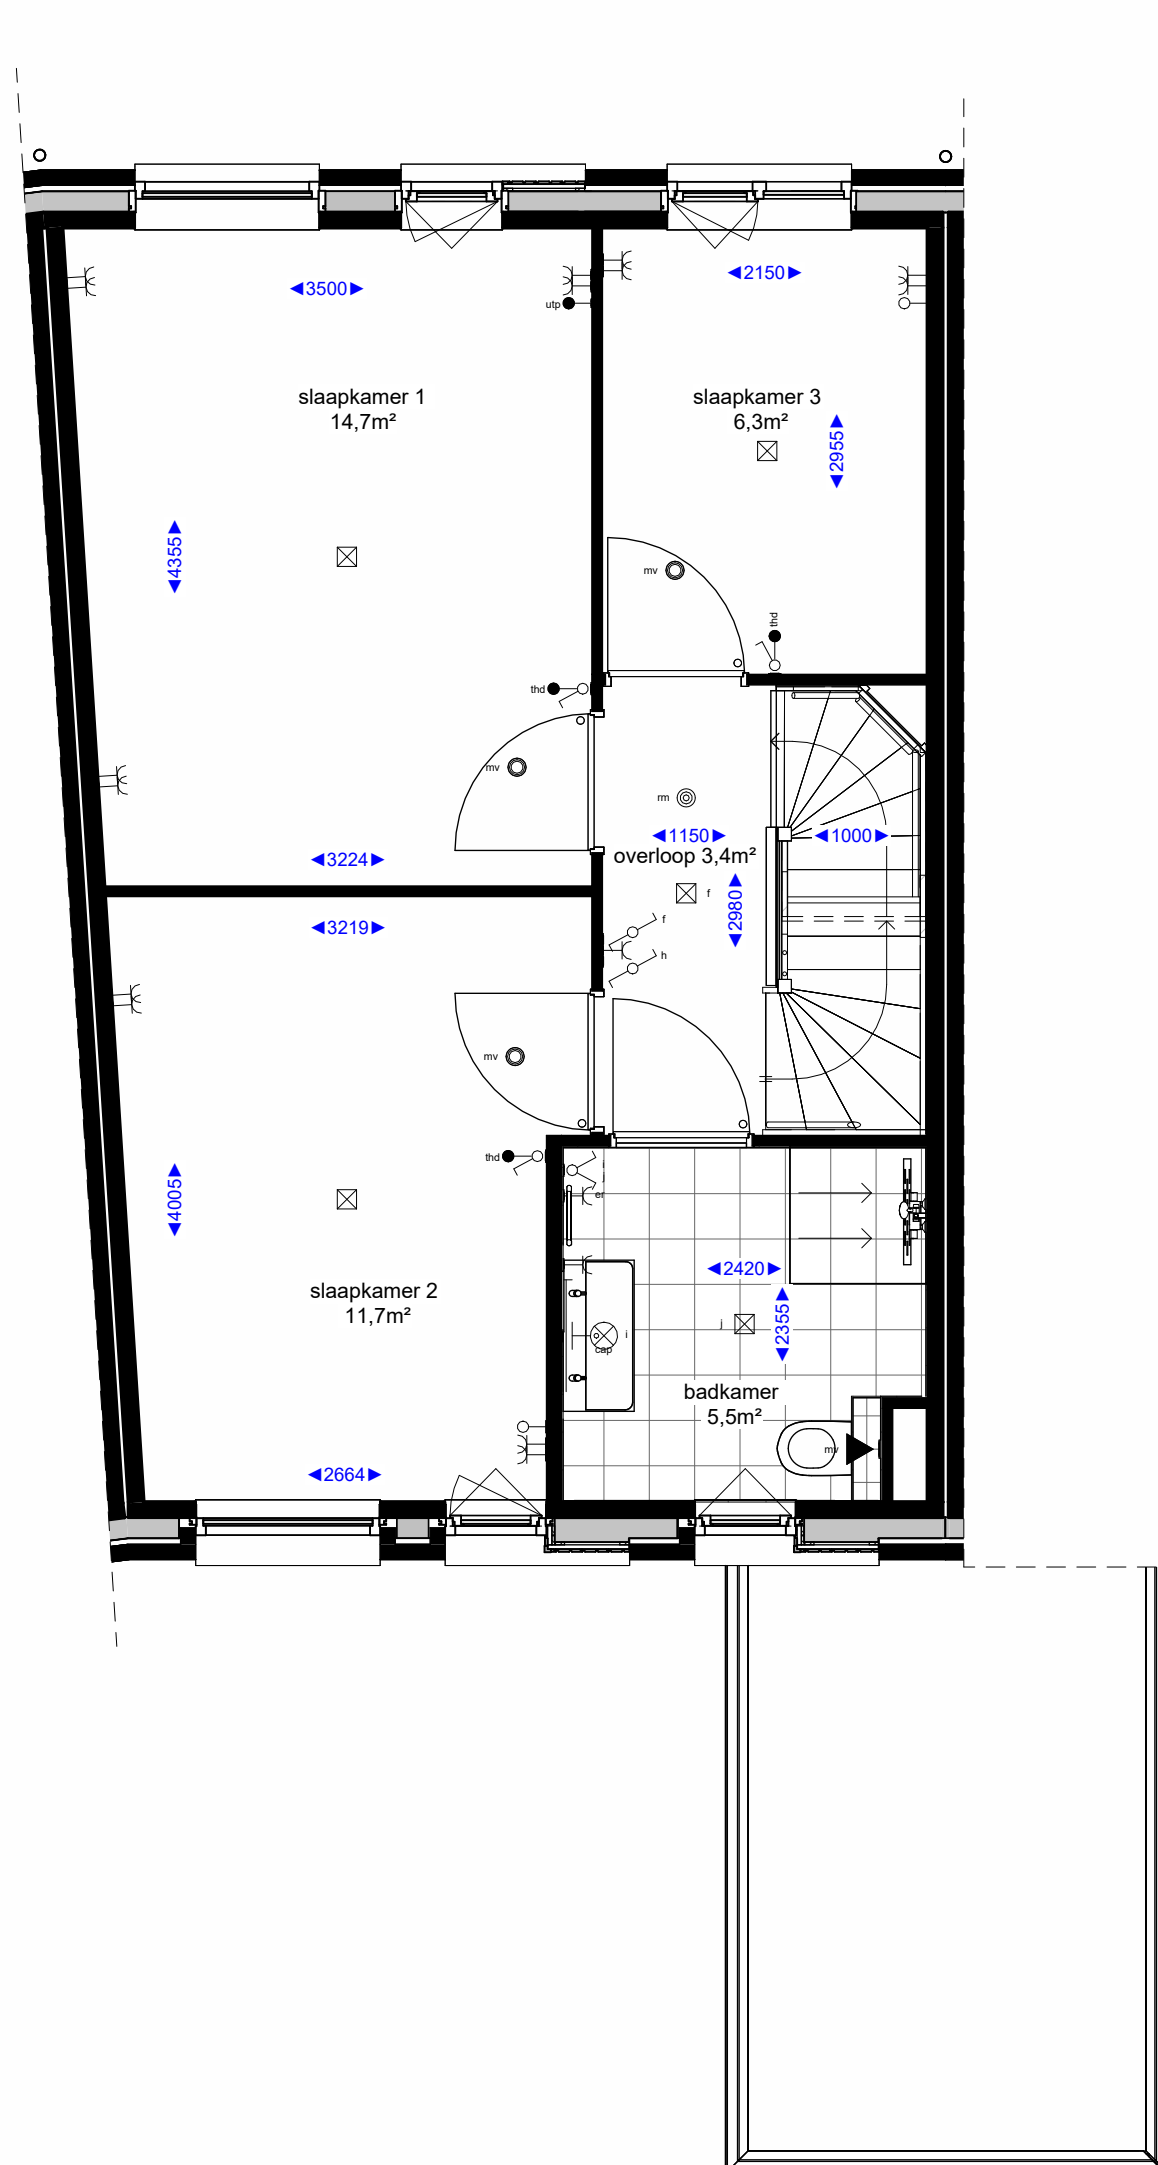 3500
2150
utp
slaapkamer 1
14,7m²
slaapkamer 3
6,3m²
2955
4355
mv
thd
thd
mv
rm
1150
1000
overloop 3,4m²
f
3224
2980
3219
f
h
mv
thd
j
er
4005
2420
slaapkamer 2
11,7m²
2355
j
i
cap
badkamer
5,5m²
mv
2664